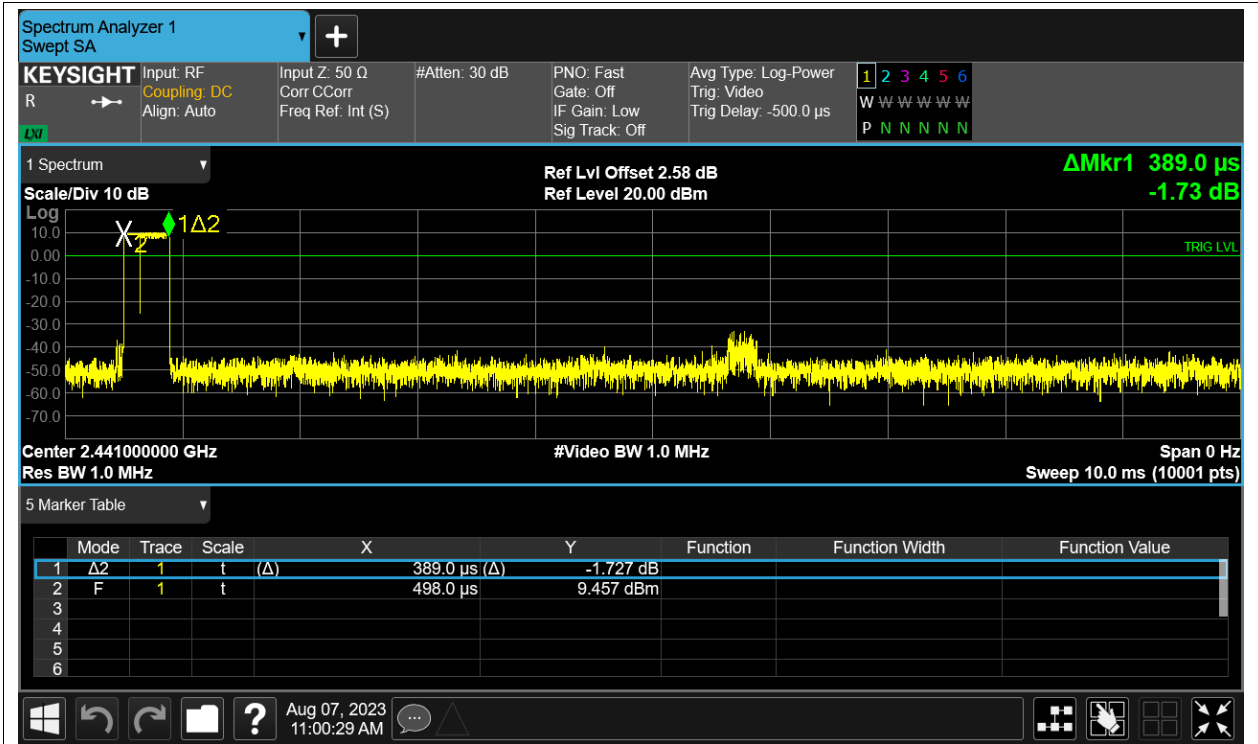 Spectrum Analyzer 1
Swept SA
KEYSIGHT
R
LXI
Input: RF
Coupling: DC
Align: Auto
Input Z: 50 Ω
Corr CCorr
Freq Ref: Int (S)
#Atten: 30 dB
PNO: Fast
Gate: Off
IF Gain: Low
Sig Track: Off
Avg Type: Log-Power
Trig: Video
Trig Delay: -500.0 µs
1 2 3 4 5 6
W W W W W W
P N N N N N
1 Spectrum
Scale/Div 10 dB
Ref Lvl Offset 2.58 dB
Ref Level 20.00 dBm
ΔMkr1 389.0 µs
-1.73 dB
Log
10.0
0.00
-10.0
-20.0
-30.0
-40.0
-50.0
-60.0
-70.0
2
1Δ2
TRIG LVL
Center 2.441000000 GHz
Res BW 1.0 MHz
#Video BW 1.0 MHz
Span 0 Hz
Sweep 10.0 ms (10001 pts)
5 Marker Table
Mode Trace Scale X Y Function Function Width Function Value
1 Δ2 1 t (Δ) 389.0 µs (Δ) -1.727 dB
2 F 1 t 498.0 µs 9.457 dBm
3
4
5
6
?
Aug 07, 2023
11:00:29 AM